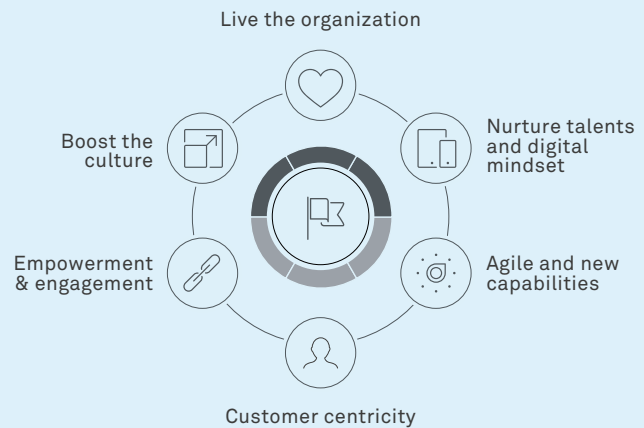 Live the organization
Boost the
culture
Nurture talents
and digital
mindset
Empowerment
& engagement
Agile and new
capabilities
Customer centricity